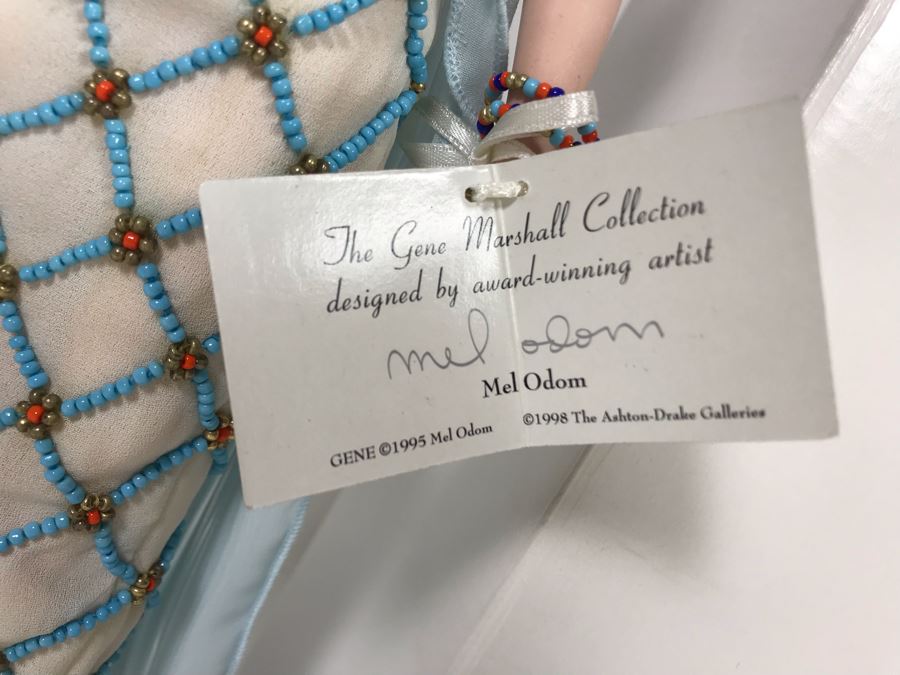 The Gene Marshall Collection
designed by award-winning artist
mel odom
Mel Odom
GENE ©1995 Mel Odom ©1998 The Ashton-Drake Galleries